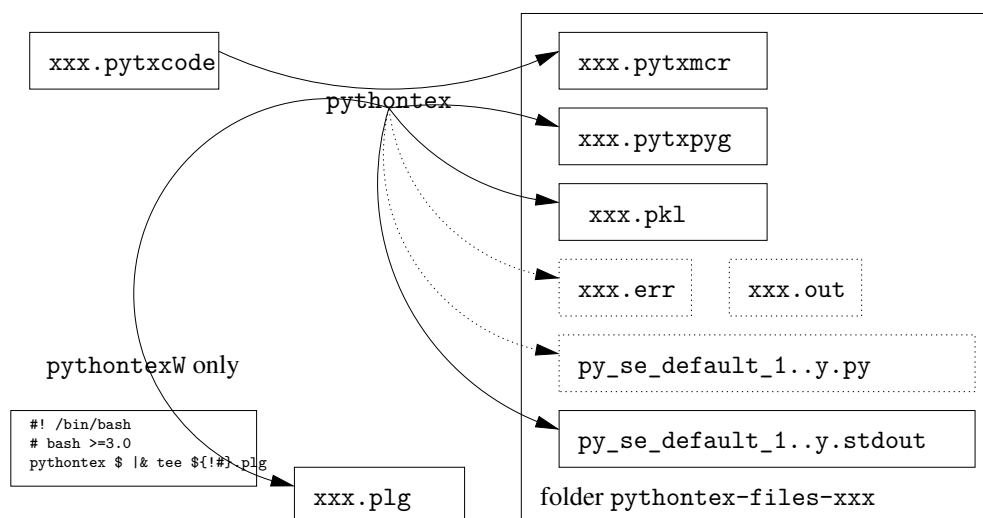 xxx.pytxcode
xxx.pytxmcr
pythontex
xxx.pytxpyg
xxx.pkl
xxx.err
xxx.out
pythontexW only
py_se_default_1..y.py
#! /bin/bash
# bash >=3.0
pythontex $ |& tee ${!#}.plg
py_se_default_1..y.stdout
xxx.plg
folder pythontex-files-xxx